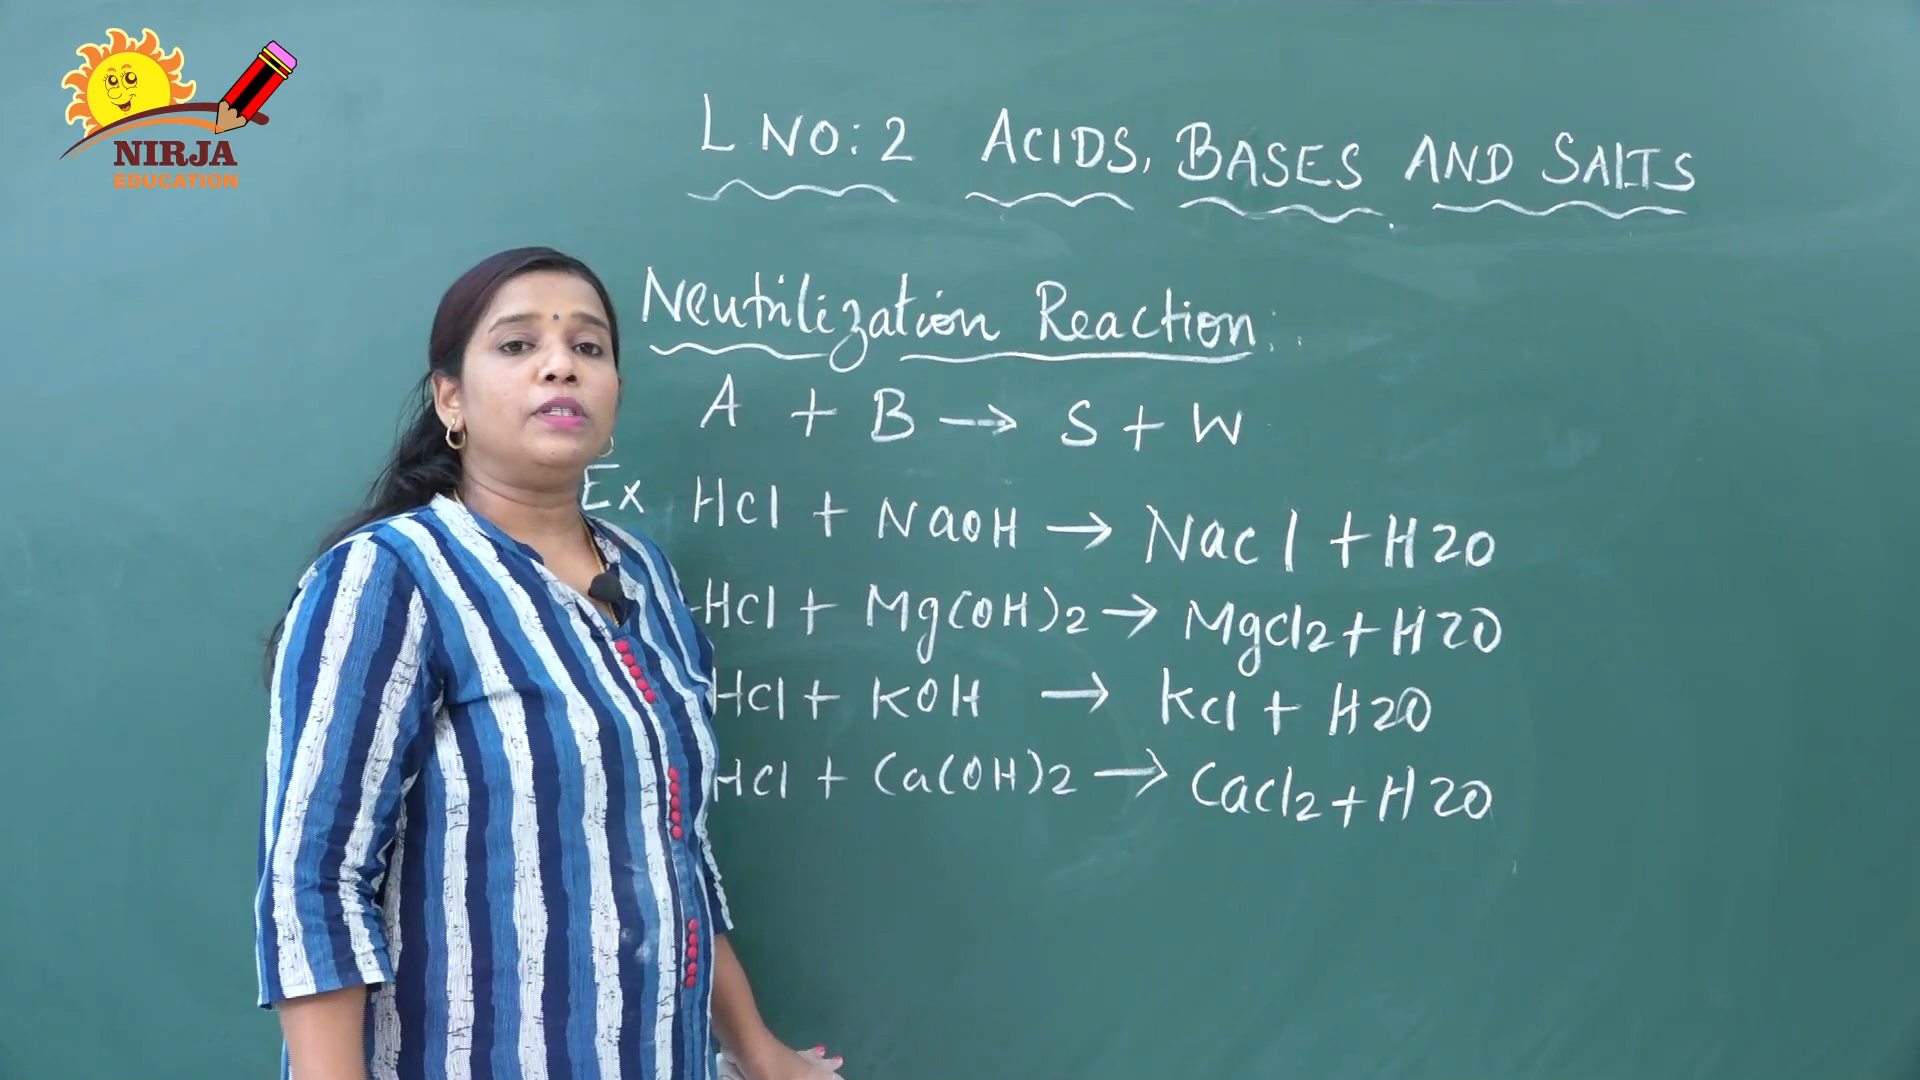 NIRJA
EDUCATION
L NO: 2 ACIDS, BASES AND SALTS
Neutrilization Reaction:
A + B → S + W
Ex HCl + NaOH → NaCl + H2O
HCl + Mg(OH)2 → MgCl2 + H2O
HCl + KOH → KCl + H2O
HCl + Ca(OH)2 → CaCl2 + H2O